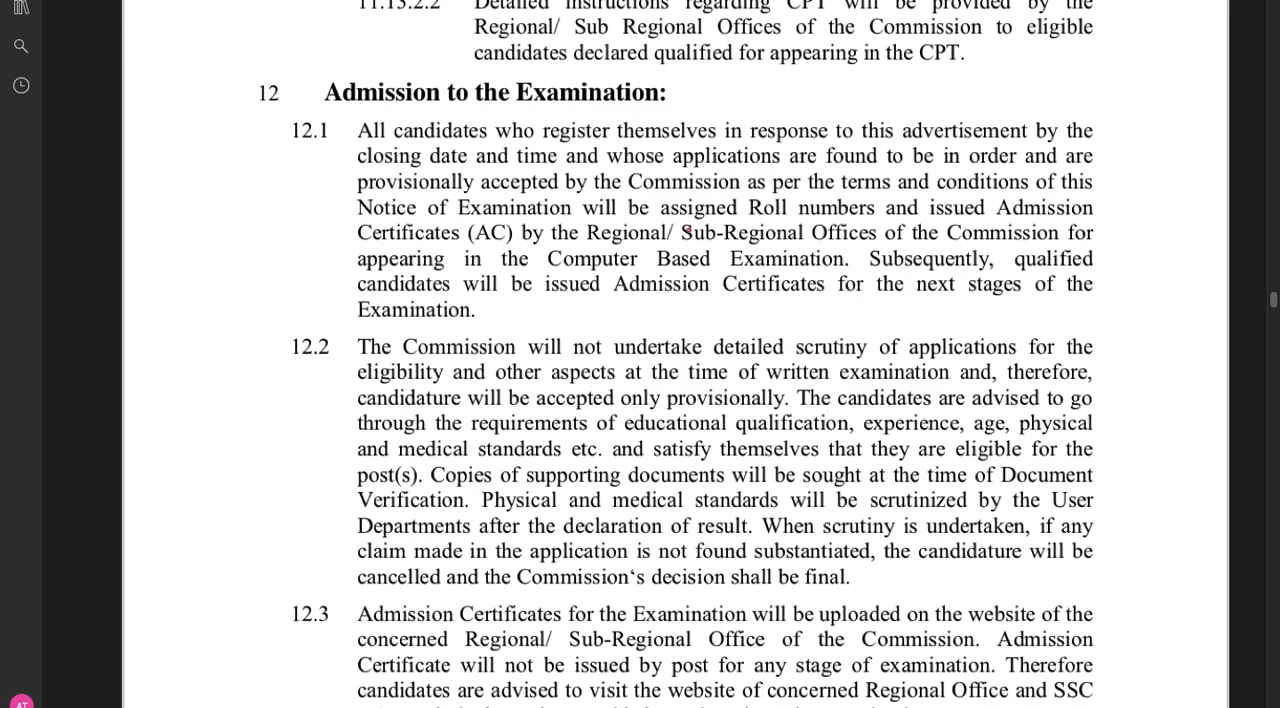 11.13.2.2 Detailed instructions regarding CPT will be provided by the
Regional/ Sub Regional Offices of the Commission to eligible
candidates declared qualified for appearing in the CPT.
12 Admission to the Examination:
12.1 All candidates who register themselves in response to this advertisement by the
closing date and time and whose applications are found to be in order and are
provisionally accepted by the Commission as per the terms and conditions of this
Notice of Examination will be assigned Roll numbers and issued Admission
Certificates (AC) by the Regional/ Sub-Regional Offices of the Commission for
appearing in the Computer Based Examination. Subsequently, qualified
candidates will be issued Admission Certificates for the next stages of the
Examination.
12.2 The Commission will not undertake detailed scrutiny of applications for the
eligibility and other aspects at the time of written examination and, therefore,
candidature will be accepted only provisionally. The candidates are advised to go
through the requirements of educational qualification, experience, age, physical
and medical standards etc. and satisfy themselves that they are eligible for the
post(s). Copies of supporting documents will be sought at the time of Document
Verification. Physical and medical standards will be scrutinized by the User
Departments after the declaration of result. When scrutiny is undertaken, if any
claim made in the application is not found substantiated, the candidature will be
cancelled and the Commission‘s decision shall be final.
12.3 Admission Certificates for the Examination will be uploaded on the website of the
concerned Regional/ Sub-Regional Office of the Commission. Admission
Certificate will not be issued by post for any stage of examination. Therefore
candidates are advised to visit the website of concerned Regional Office and SSC
AT